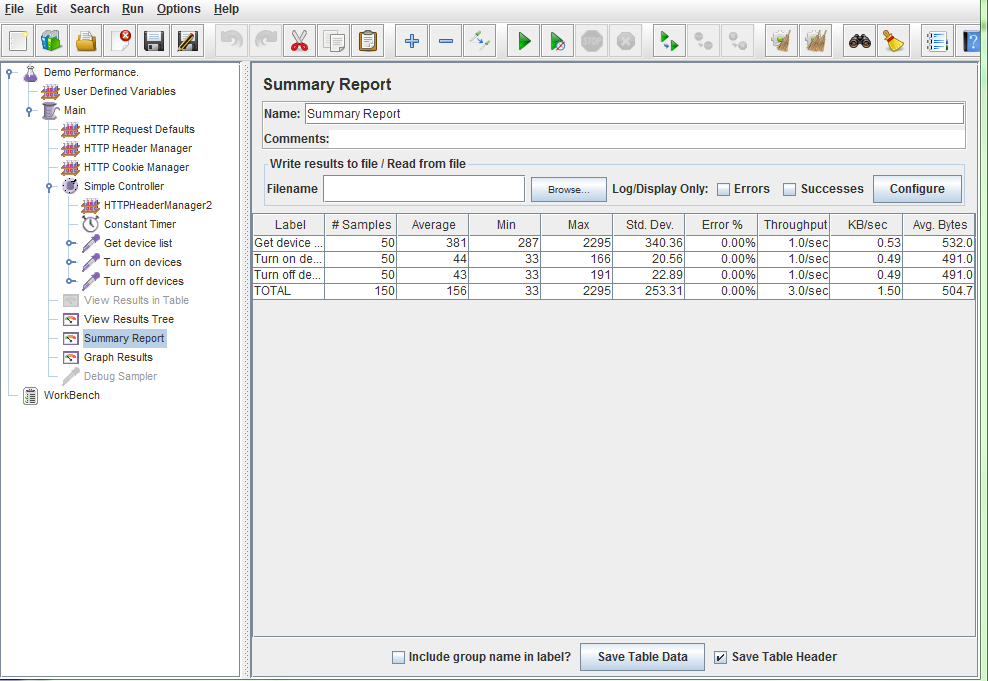 File Edit Search Run Options Help
STOP
?
Demo Performance.
User Defined Variables
Main
HTTP Request Defaults
HTTP Header Manager
HTTP Cookie Manager
Simple Controller
HTTPHeaderManager2
Constant Timer
Get device list
Turn on devices
Turn off devices
View Results in Table
View Results Tree
Summary Report
Graph Results
Debug Sampler
WorkBench
Summary Report
Name: Summary Report
Comments:
Write results to file / Read from file
Filename Browse... Log/Display Only: Errors Successes Configure
Label # Samples Average Min Max Std. Dev. Error % Throughput KB/sec Avg. Bytes
Get device ... 50 381 287 2295 340.36 0.00% 1.0/sec 0.53 532.0
Turn on de... 50 44 33 166 20.56 0.00% 1.0/sec 0.49 491.0
Turn off de... 50 43 33 191 22.89 0.00% 1.0/sec 0.49 491.0
TOTAL 150 156 33 2295 253.31 0.00% 3.0/sec 1.50 504.7
Include group name in label? Save Table Data Save Table Header